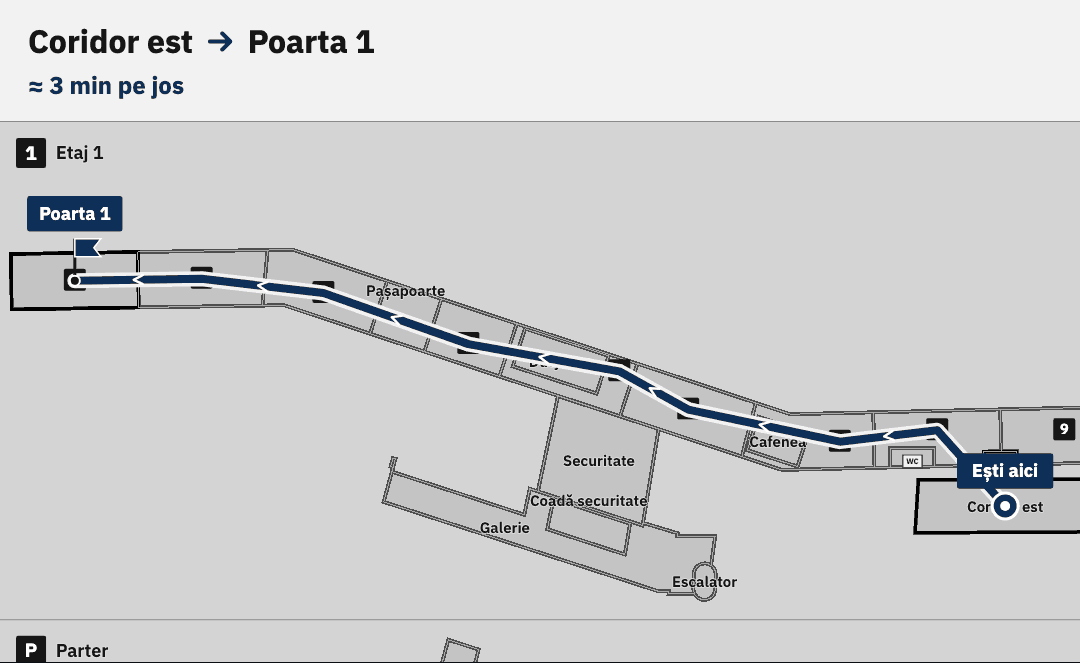 Coridor est → Poarta 1
≈ 3 min pe jos
1 Etaj 1
Poarta 1
Pașapoarte
Cafenea
9
WC
Ești aici
Securitate
Coadă securitate
est
Galerie
Escalator
P Parter